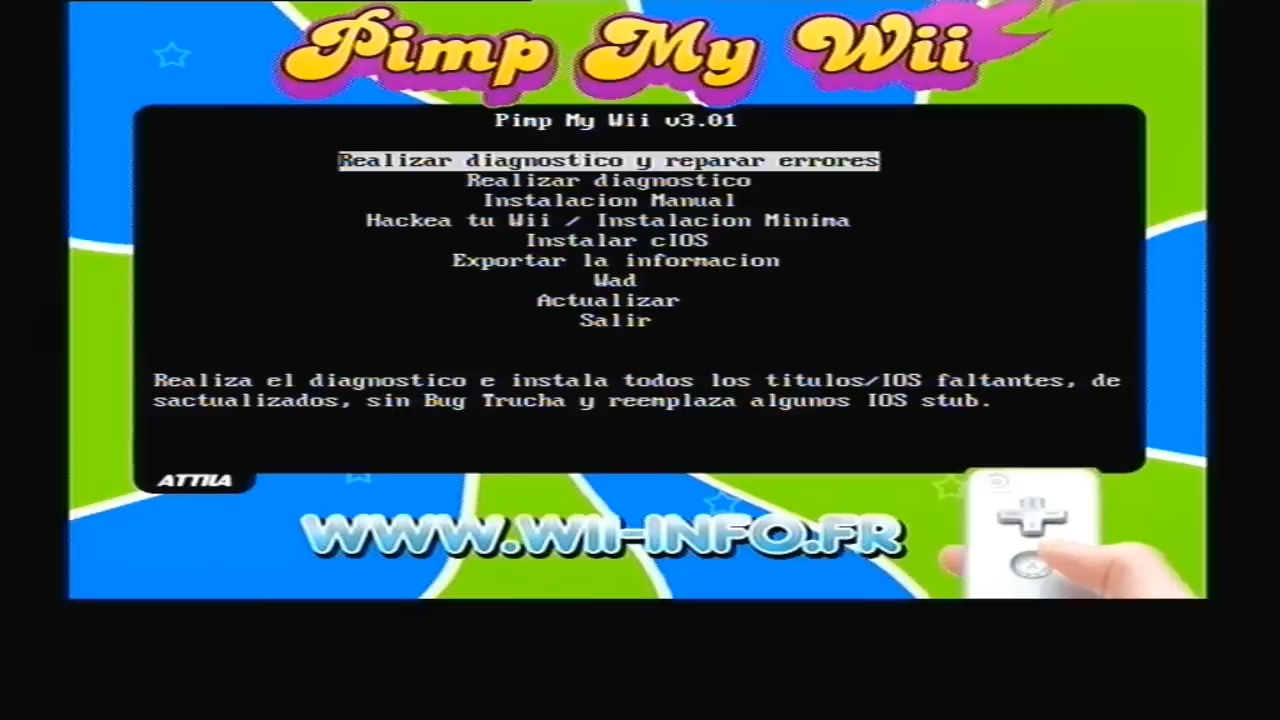 Pimp My Wii
Pimp My Wii v3.01
Realizar diagnostico y reparar errores
Realizar diagnostico
Instalacion Manual
Hackea tu Wii / Instalacion Minima
Instalar cIOS
Exportar la informacion
Wad
Actualizar
Salir
Realiza el diagnostico e instala todos los titulos/IOS faltantes, de
sactualizados, sin Bug Trucha y reemplaza algunos IOS stub.
ATTILA
WWW.WII-INFO.FR
A